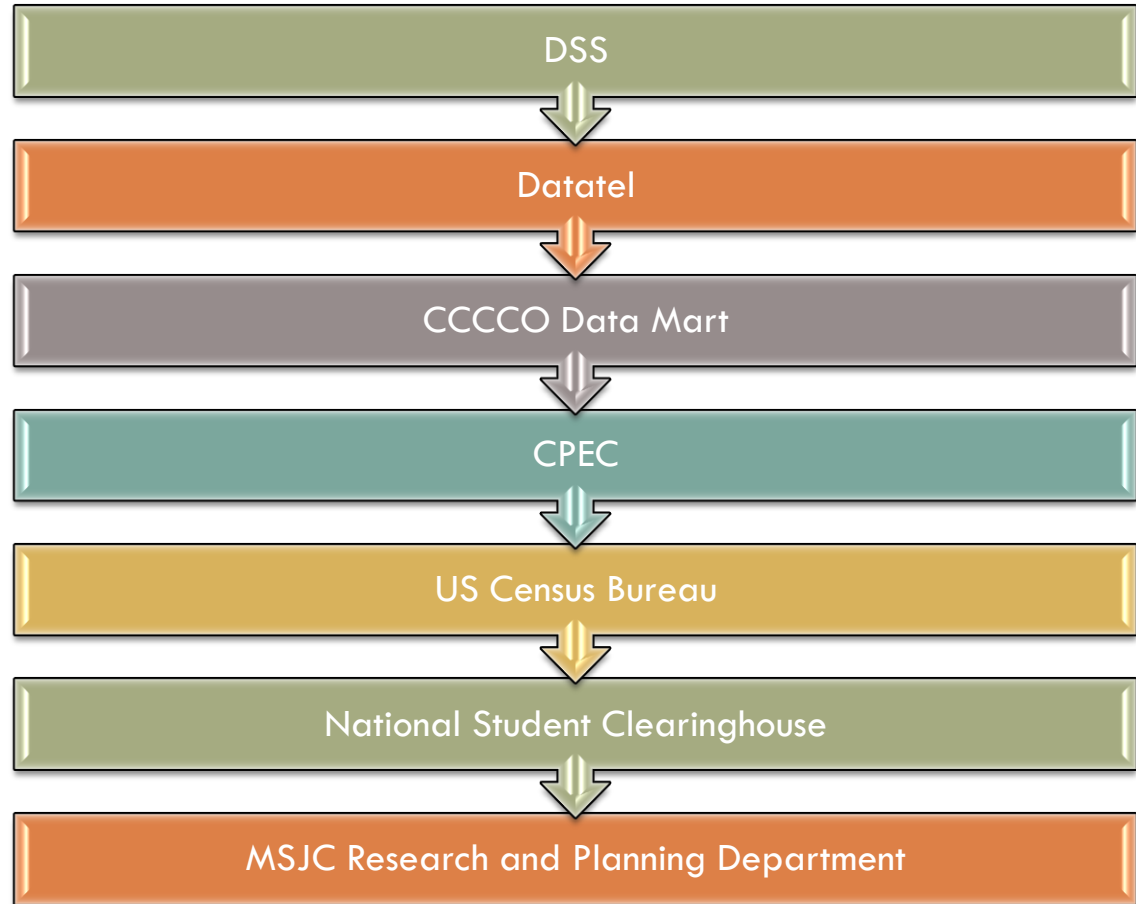 DSS
Datatel
CCCCO Data Mart
CPEC
US Census Bureau
National Student Clearinghouse
MSJC Research and Planning Department